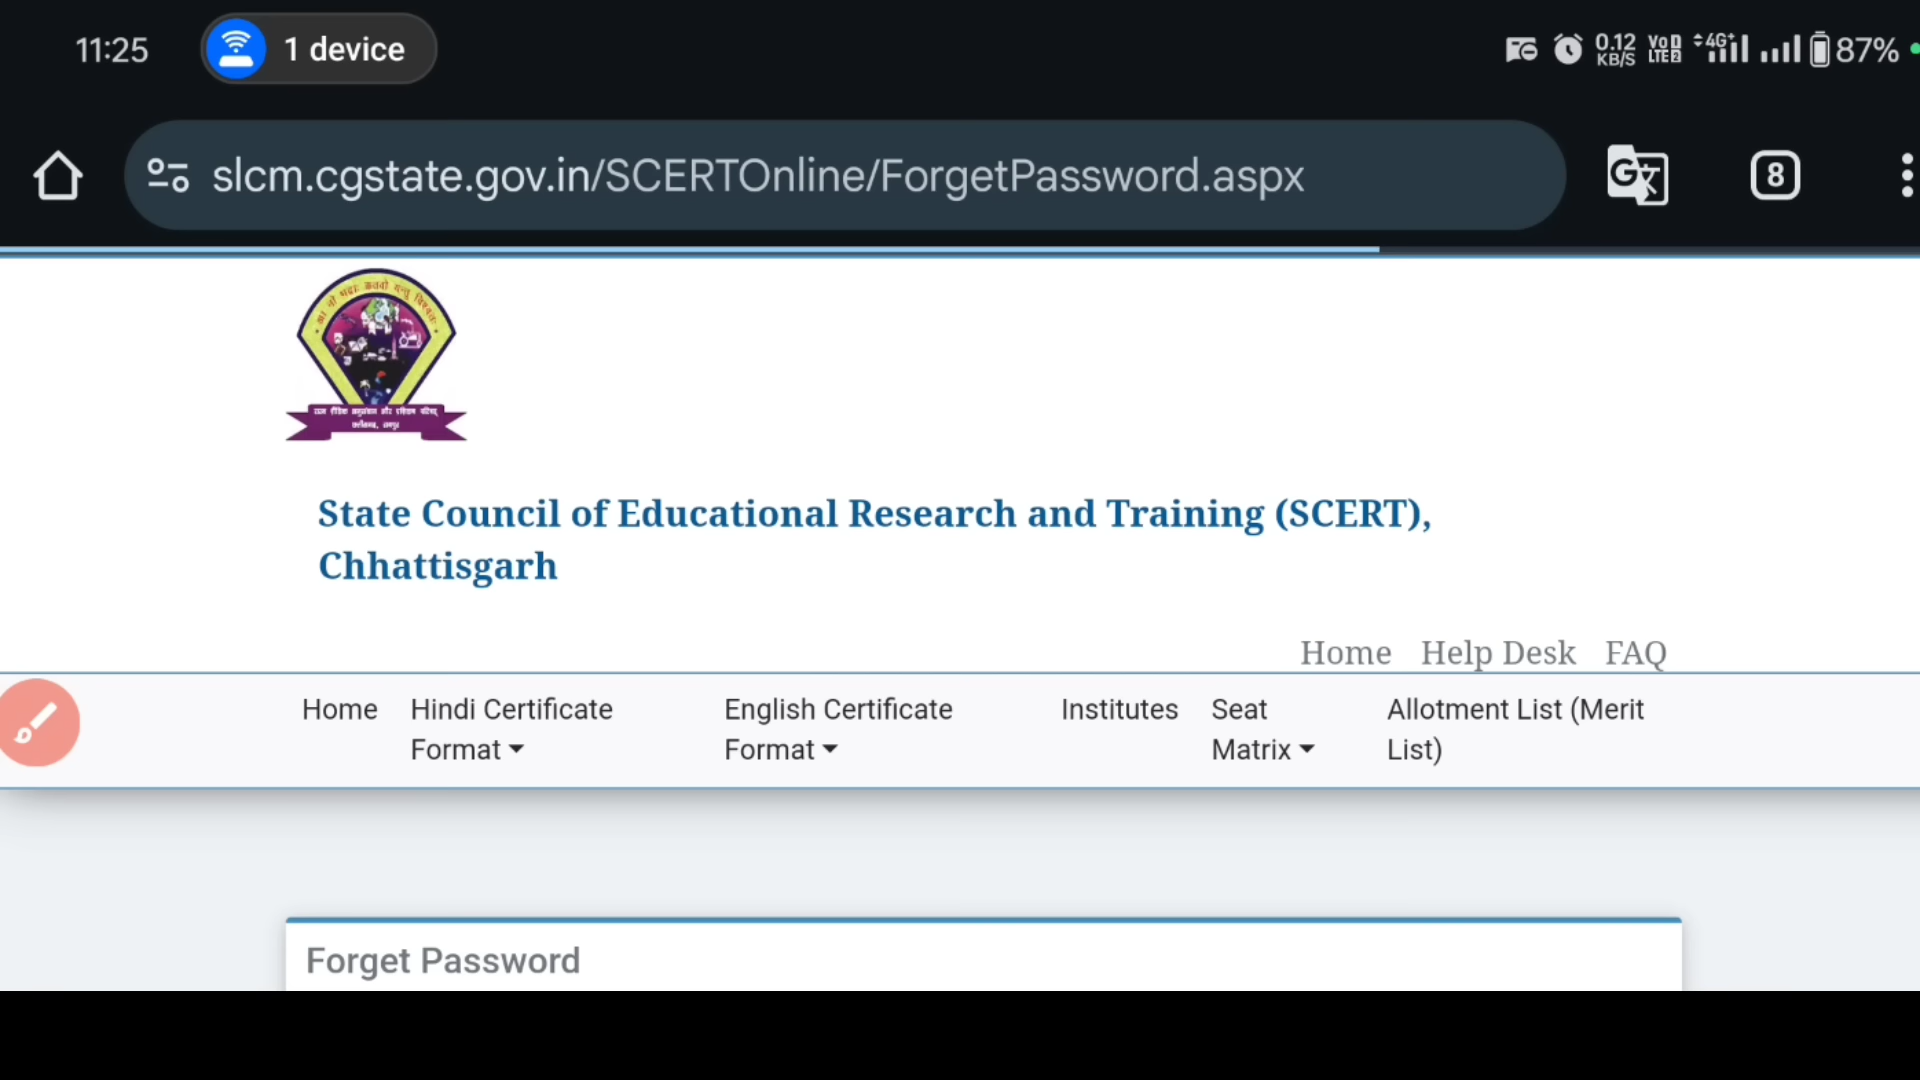 11:25
1 device
0.12
KB/S
4G+
87%
slcm.cgstate.gov.in/SCERTOnline/ForgetPassword.aspx
8
State Council of Educational Research and Training (SCERT),
Chhattisgarh
Home Help Desk FAQ
Home
Hindi Certificate
Format
English Certificate
Format
Institutes
Seat
Matrix
Allotment List (Merit
List)
Forget Password